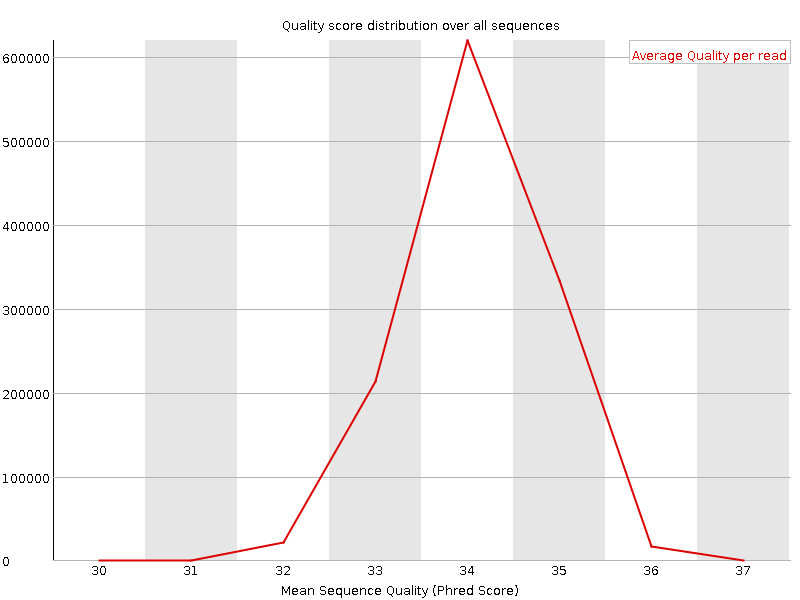 Quality score distribution over all sequences
Average Quality per read
600000
500000
400000
300000
200000
100000
0
30 31 32 33 34 35 36 37
Mean Sequence Quality (Phred Score)